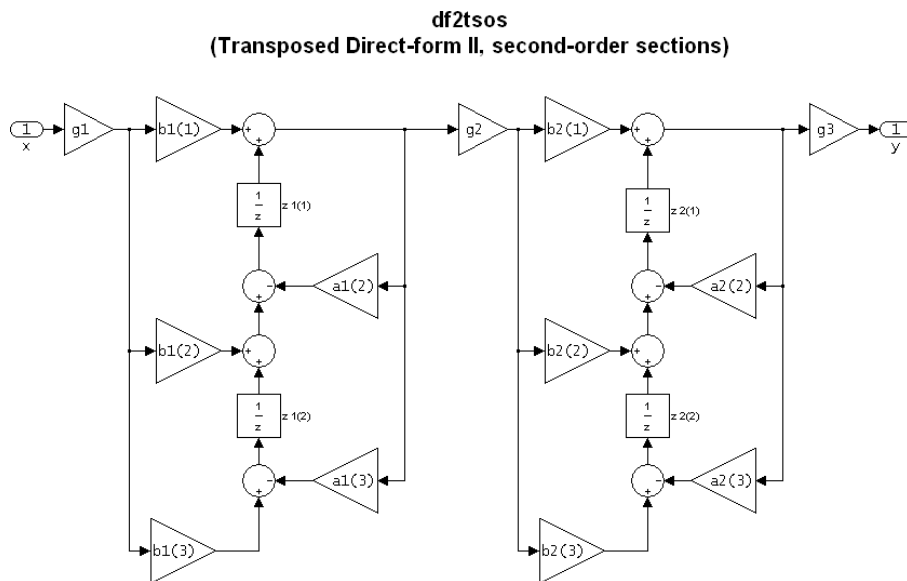 df2tsos
(Transposed Direct-form II, second-order sections)
1
x
g1
b1(1)
+
+
g2
b2(1)
+
+
g3
1
y
1
z
z 1(1)
1
z
z 2(1)
-
+
a1(2)
-
+
a2(2)
b1(2)
+
+
b2(2)
+
+
1
z
z 1(2)
1
z
z 2(2)
-
+
a1(3)
-
+
a2(3)
b1(3)
b2(3)